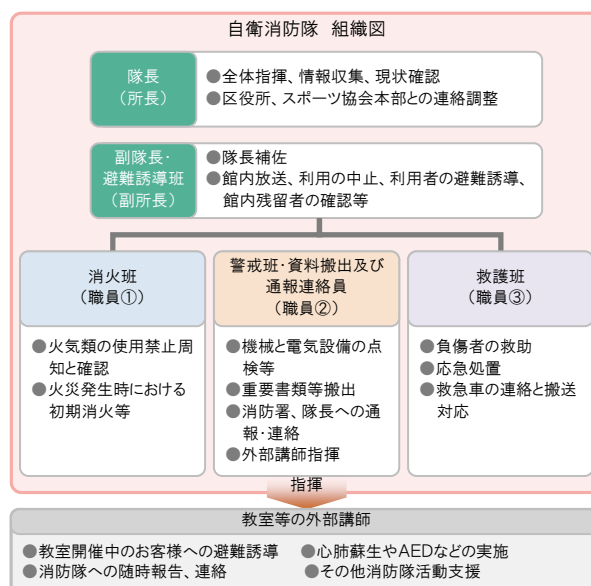 自衛消防隊 組織図
隊長
（所長）
●全体指揮、情報収集、現状確認
●区役所、スポーツ協会本部との連絡調整
副隊長・
避難誘導班
（副所長）
●隊長補佐
●館内放送、利用の中止、利用者の避難誘導、
館内残留者の確認等
消火班
（職員①）
●火気類の使用禁止周
知と確認
●火災発生時における
初期消火等
警戒班・資料搬出及び
通報連絡員
（職員②）
●機械と電気設備の点
検等
●重要書類等搬出
●消防署、隊長への通
報・連絡
●外部講師指揮
救護班
（職員③）
●負傷者の救助
●応急処置
●救急車の連絡と搬送
対応
指揮
教室等の外部講師
●教室開催中のお客様への避難誘導
●消防隊への随時報告、連絡
●心肺蘇生やAEDなどの実施
●その他消防隊活動支援